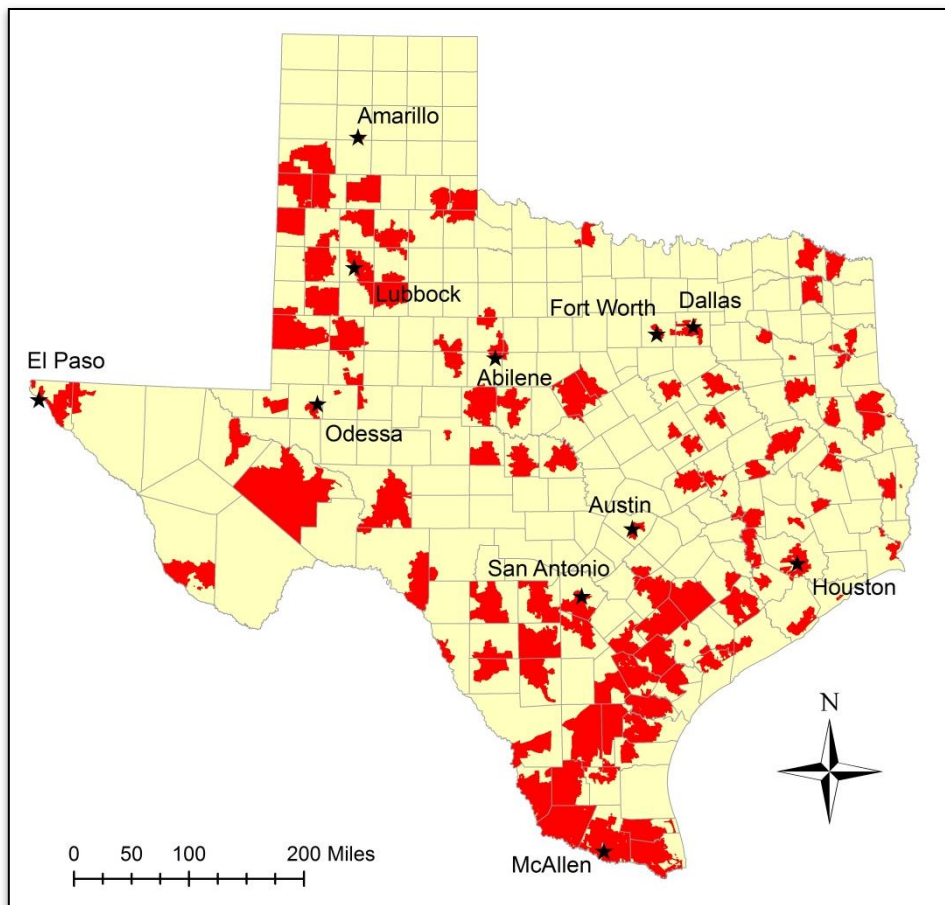 Amarillo
Lubbock
Fort Worth
Dallas
El Paso
Abilene
Odessa
Austin
San Antonio
Houston
N
0 50 100 200 Miles
McAllen